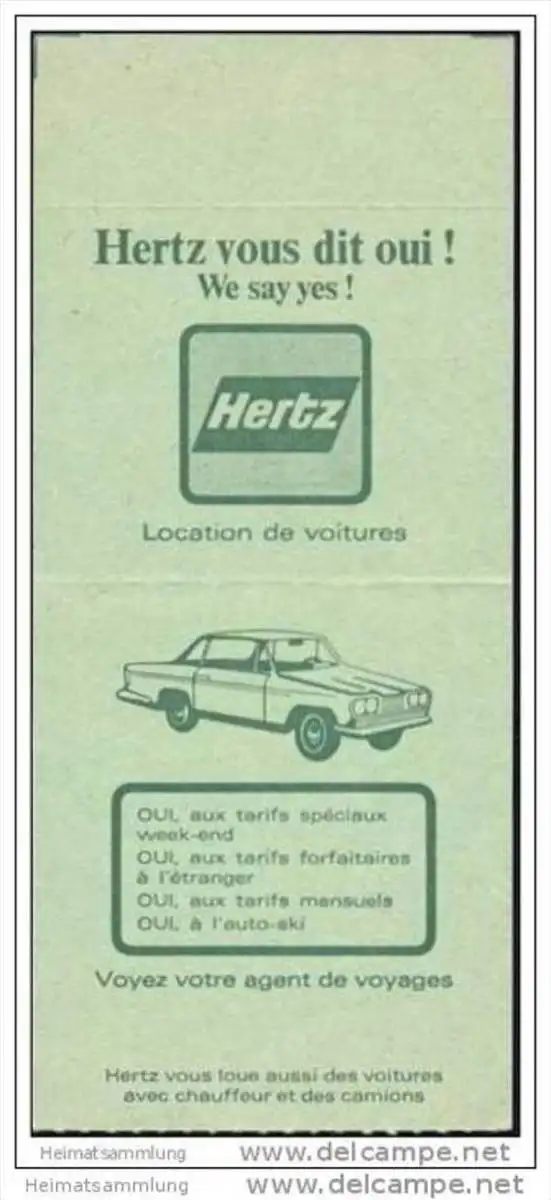 Hertz vous dit oui !
We say yes !
Hertz
Location de voitures
OUI, aux tarifs spéciaux
week-end
OUI, aux tarifs forfaitaires
à l'étranger
OUI, aux tarifs mensuels
OUI, à l'auto-ski
Voyez votre agent de voyages
Hertz vous loue aussi des voitures
avec chauffeur et des camions
Heimatsammlung www.delcampe.net
Heimatsammlung www.delcampe.net